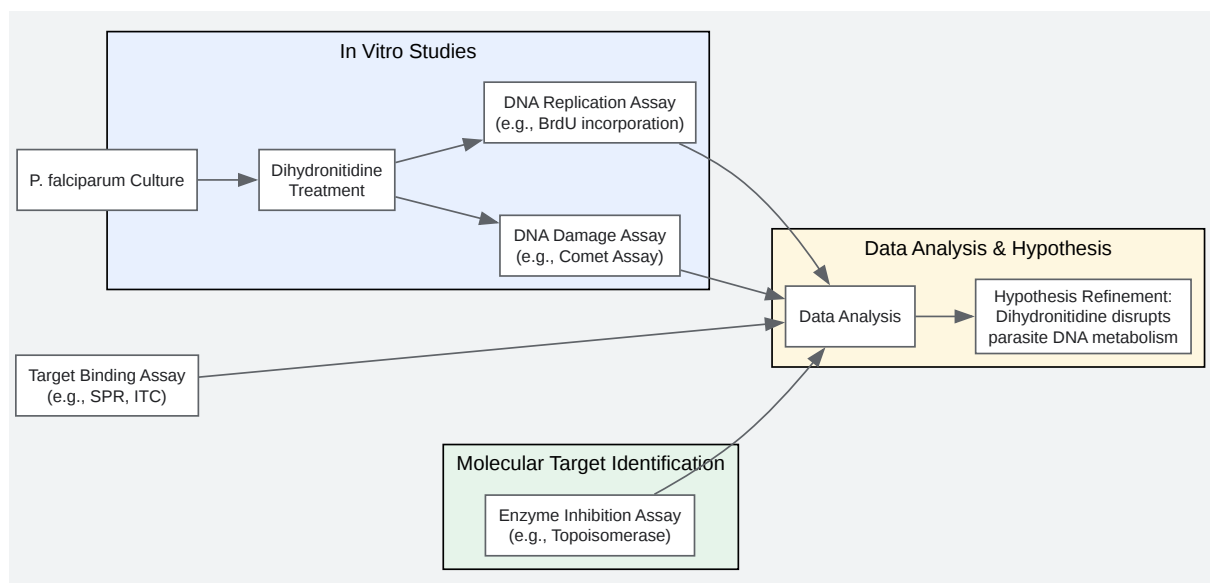 In Vitro Studies
DNA Replication Assay
(e.g., BrdU incorporation)
P. falciparum Culture
Dihydronitidine
Treatment
DNA Damage Assay
(e.g., Comet Assay)
Data Analysis & Hypothesis
Data Analysis
Hypothesis Refinement:
Dihydronitidine disrupts
parasite DNA metabolism
Target Binding Assay
(e.g., SPR, ITC)
Molecular Target Identification
Enzyme Inhibition Assay
(e.g., Topoisomerase)